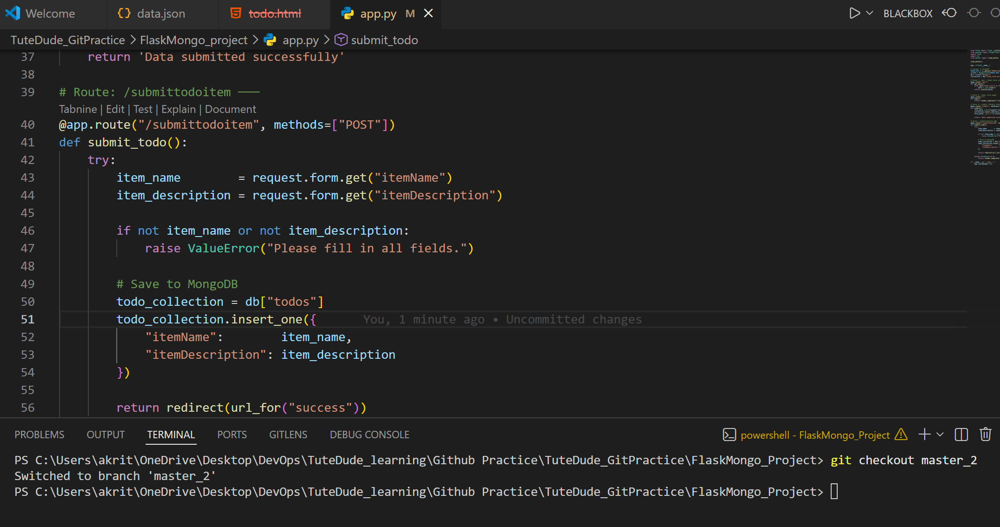 Welcome
data.json
todo.html
app.py M
BLACKBOX
TuteDude_GitPractice > FlaskMongo_project > app.py > submit_todo
37 return 'Data submitted successfully'
38
39 # Route: /submittodoitem ———
Tabnine | Edit | Test | Explain | Document
40 @app.route("/submittodoitem", methods=["POST"])
41 def submit_todo():
42 try:
43 item_name = request.form.get("itemName")
44 item_description = request.form.get("itemDescription")
45
46 if not item_name or not item_description:
47 raise ValueError("Please fill in all fields.")
48
49 # Save to MongoDB
50 todo_collection = db["todos"]
51 todo_collection.insert_one({ You, 1 minute ago • Uncommitted changes
52 "itemName": item_name,
53 "itemDescription": item_description
54 })
55
56 return redirect(url_for("success"))
PROBLEMS OUTPUT TERMINAL PORTS GITLENS DEBUG CONSOLE
powershell - FlaskMongo_Project
PS C:\Users\akrit\OneDrive\Desktop\DevOps\TuteDude_learning\Github Practice\TuteDude_GitPractice\FlaskMongo_Project> git checkout master_2
Switched to branch 'master_2'
PS C:\Users\akrit\OneDrive\Desktop\DevOps\TuteDude_learning\Github Practice\TuteDude_GitPractice\FlaskMongo_Project>